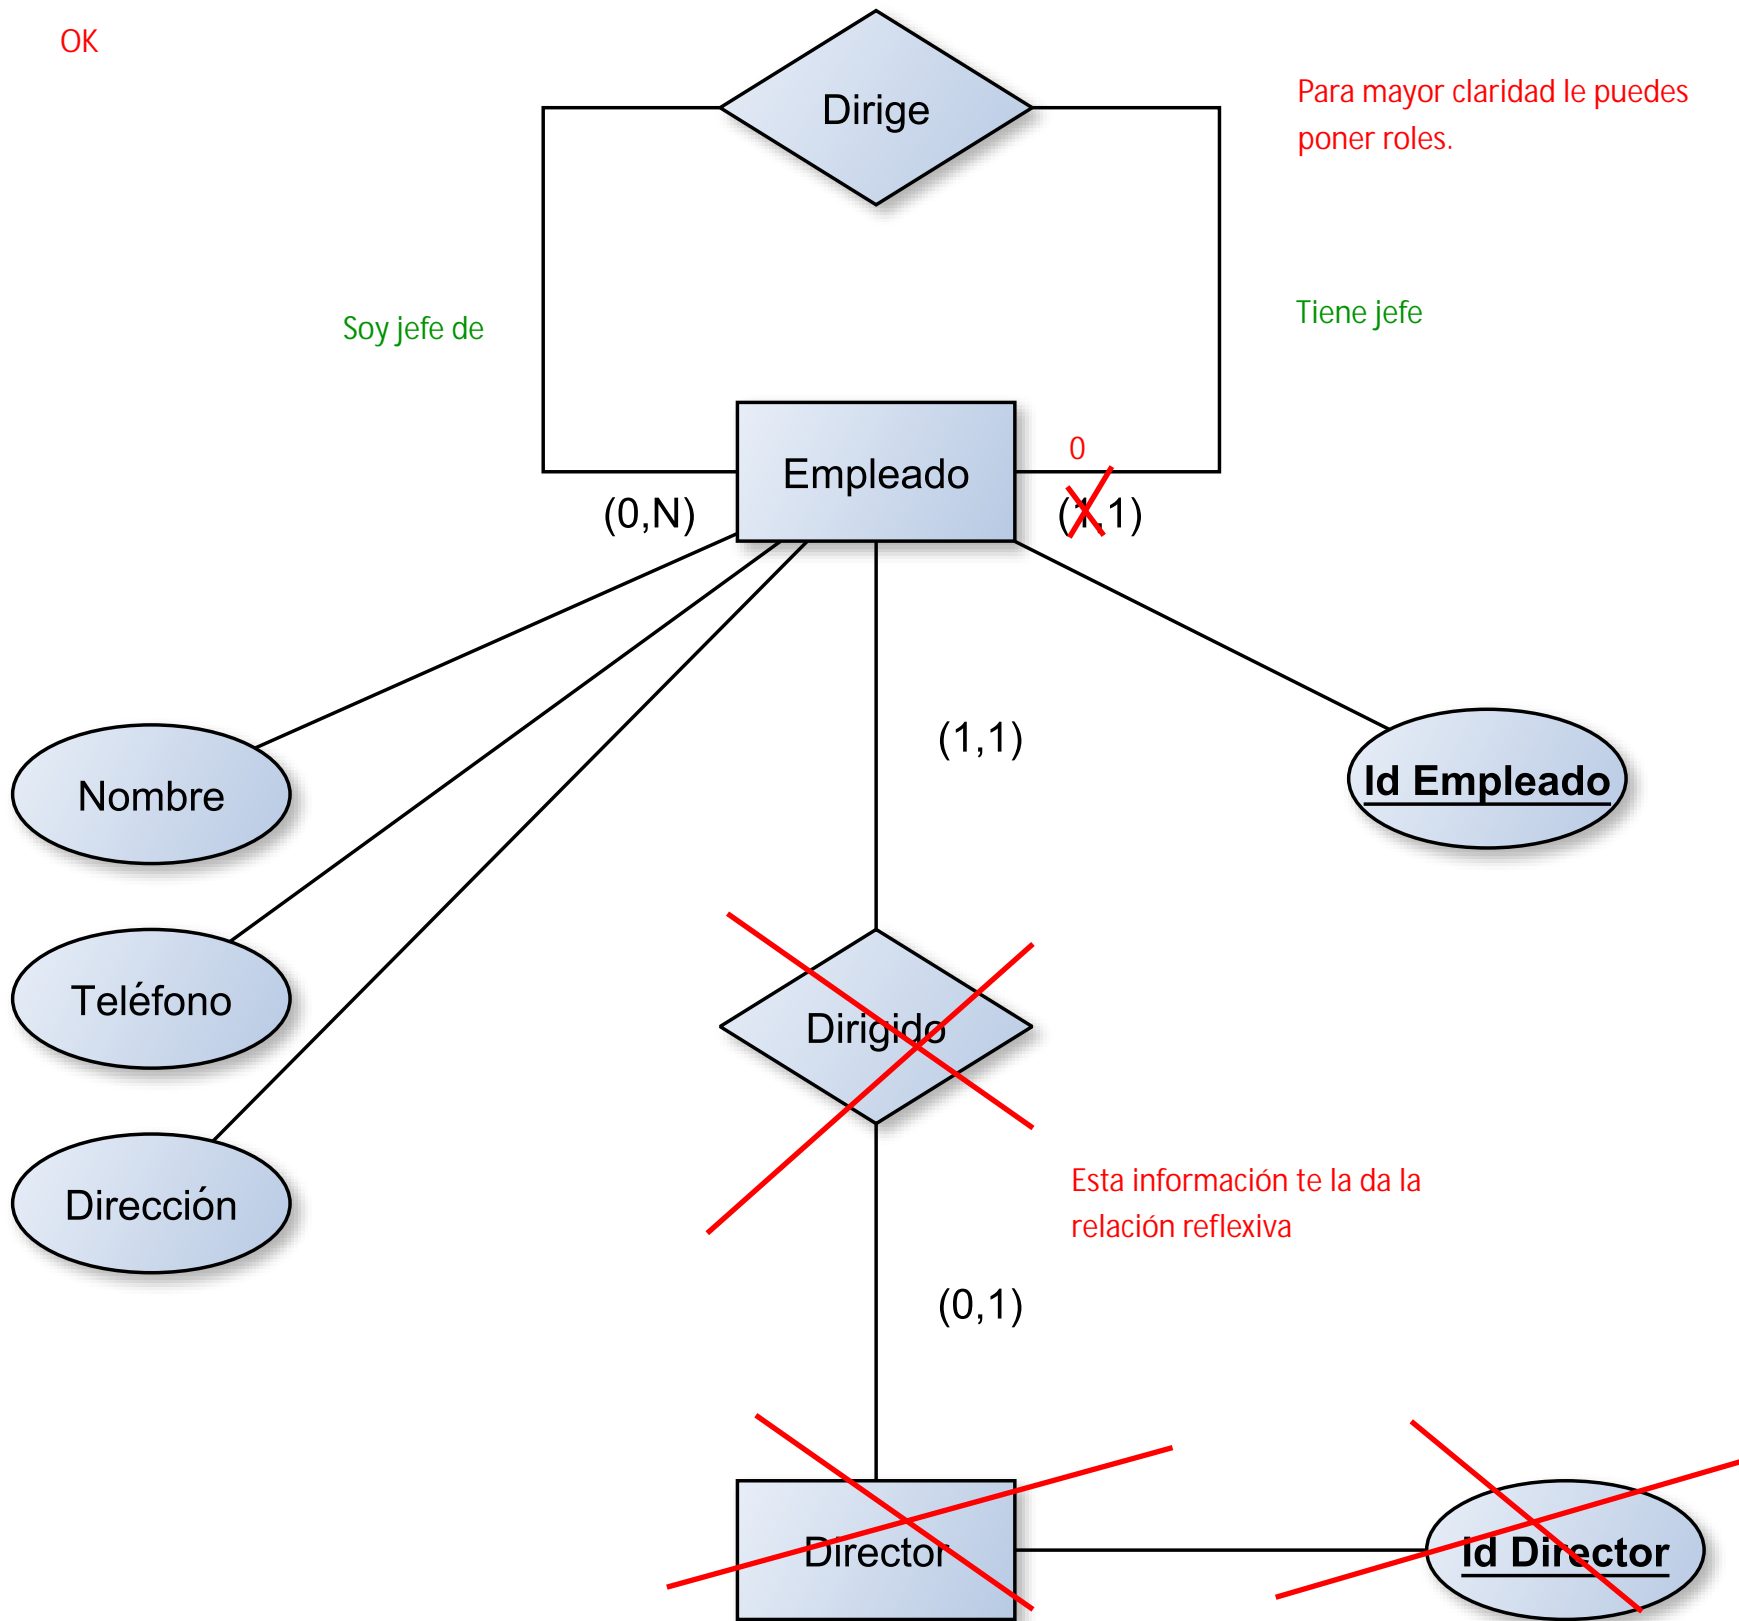 OK
Dirige
Para mayor claridad le puedes
poner roles.
Soy jefe de
Tiene jefe
Empleado
0
(0,N)
(1,1)
(1,1)
Nombre
Id Empleado
Teléfono
Dirigido
Dirección
Esta información te la da la
relación reflexiva
(0,1)
Director
Id Director